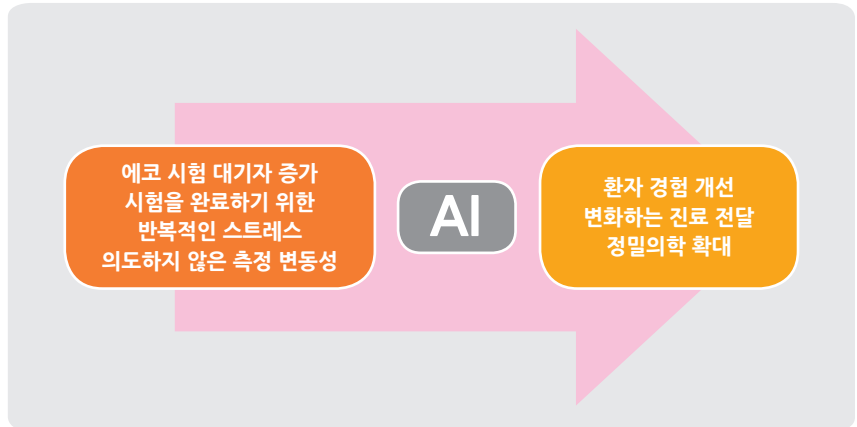 에코 시험 대기자 증가
시험을 완료하기 위한
반복적인 스트레스
의도하지 않은 측정 변동성
AI
환자 경험 개선
변화하는 진료 전달
정밀의학 확대